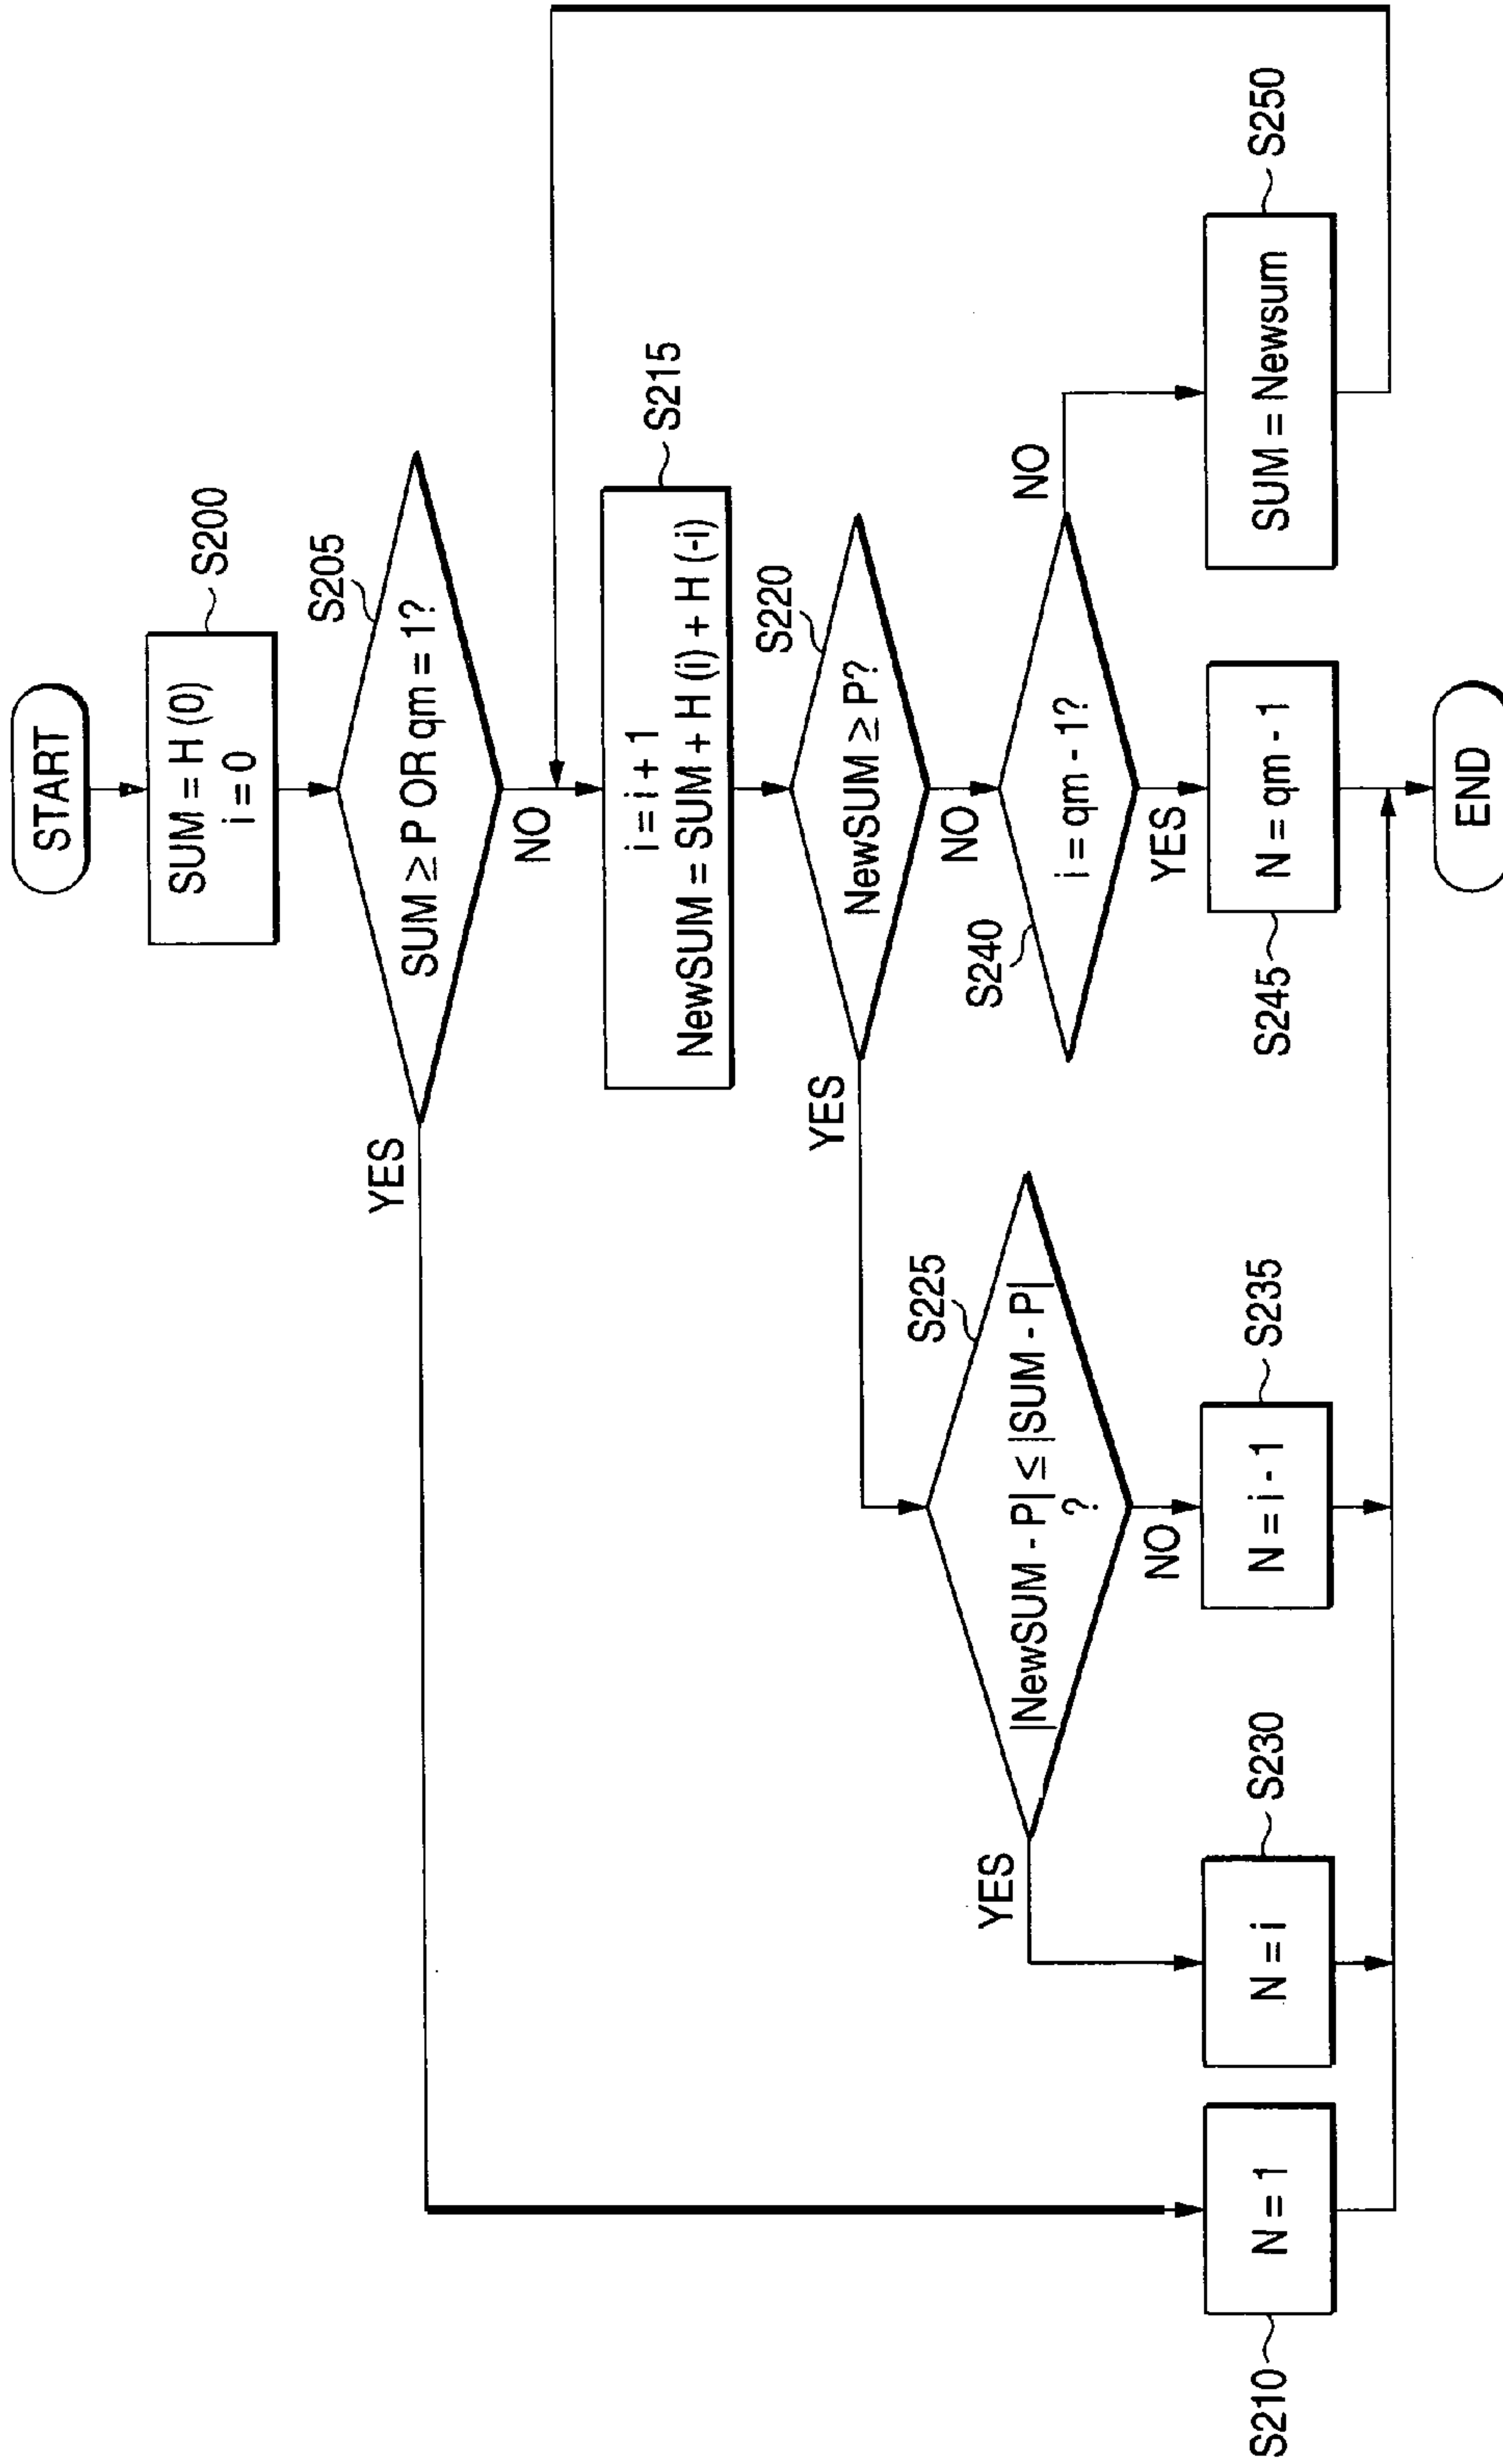 START
SUM = H (0)
i = 0
S200
SUM ≥ P OR qm = 1?
S205
YES
NO
i = i + 1
NewSUM = SUM + H (i) + H (-i)
S215
NewSUM ≥ P?
S220
YES
NO
|NewSUM - P| ≤ |SUM - P|
?
S225
YES
NO
i = qm - 1?
S240
NO
YES
N = 1
S210
N = i
S230
N = i - 1
S235
N = qm - 1
S245
SUM = Newsum
S250
END